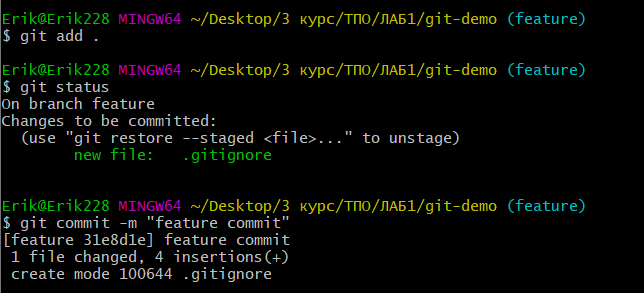 Erik@Erik228 MINGW64 ~/Desktop/3 курс/ТПО/ЛАБ1/git-demo (feature)
$ git add .
Erik@Erik228 MINGW64 ~/Desktop/3 курс/ТПО/ЛАБ1/git-demo (feature)
$ git status
On branch feature
Changes to be committed:
  (use "git restore --staged <file>..." to unstage)
        new file:   .gitignore
Erik@Erik228 MINGW64 ~/Desktop/3 курс/ТПО/ЛАБ1/git-demo (feature)
$ git commit -m "feature commit"
[feature 31e8d1e] feature commit
 1 file changed, 4 insertions(+)
 create mode 100644 .gitignore